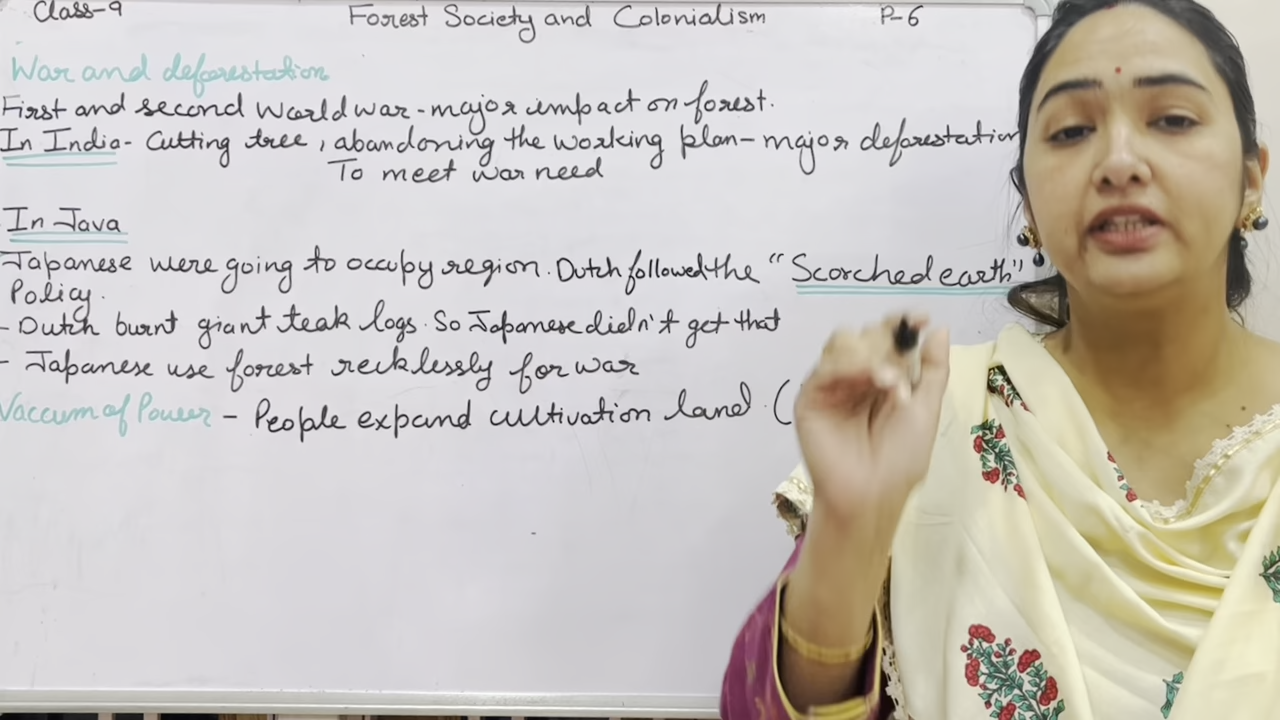 Class-9 Forest Society and Colonialism P-6
War and deforestation
First and second world war - major impact on forest.
In India - Cutting tree, abandoning the working plan - major deforestation
To meet war need
In Java
Japanese were going to occupy region. Dutch followed the "Scorched earth"
Policy.
- Dutch burnt giant teak logs. So Japanese didn't get that
- Japanese use forest recklessly for war
Vaccum of Power - People expand cultivation land (